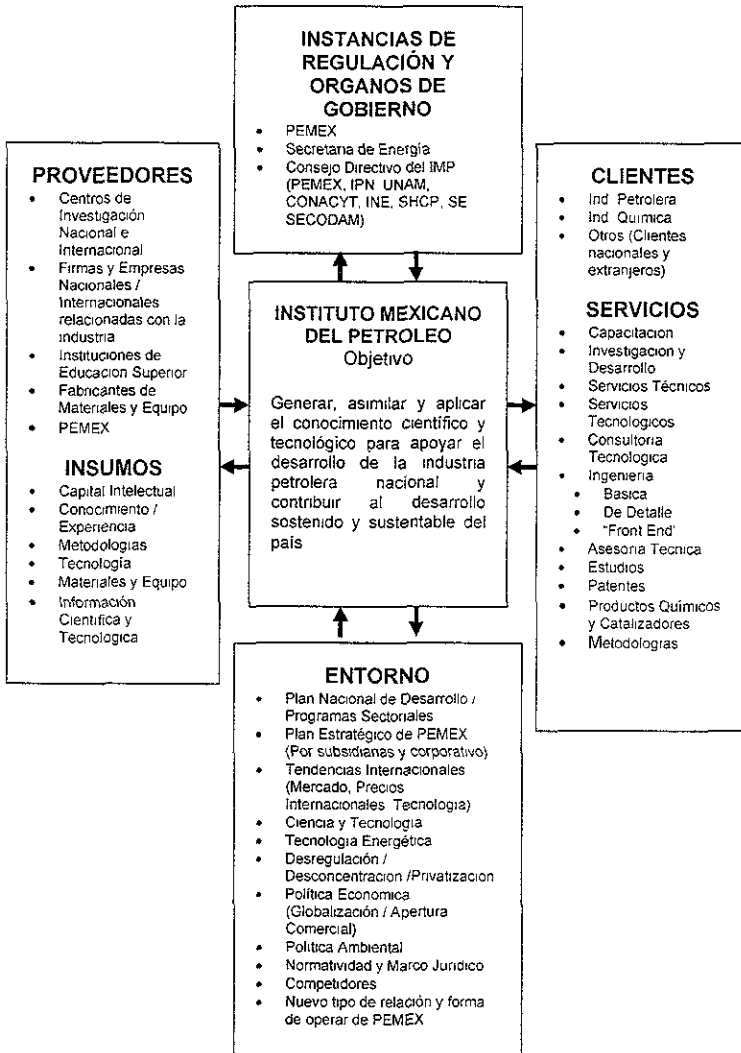 INSTANCIAS DE
REGULACIÓN Y
ORGANOS DE
GOBIERNO
• PEMEX
• Secretaria de Energía
• Consejo Directivo del IMP
(PEMEX, IPN UNAM,
CONACYT, INE, SHCP, SE
SECODAM)
PROVEEDORES
• Centros de
Investigación
Nacional e
Internacional
• Firmas y Empresas
Nacionales /
Internacionales
relacionadas con la
industria
• Instituciones de
Educacion Superior
• Fabricantes de
Materiales y Equipo
• PEMEX
INSUMOS
• Capital Intelectual
• Conocimiento /
Experiencia
• Metodologias
• Tecnología
• Materiales y Equipo
• Información
Cientifica y
Tecnologica
INSTITUTO MEXICANO
DEL PETROLEO
Objetivo
Generar, asimilar y aplicar
el conocimiento científico y
tecnológico para apoyar el
desarrollo de la industria
petrolera nacional y
contribuir al desarrollo
sostenido y sustentable del
país
CLIENTES
• Ind Petrolera
• Ind Quimica
• Otros (Clientes
nacionales y
extranjeros)
SERVICIOS
• Capacitacion
• Investigacion y
Desarrollo
• Servicios Técnicos
• Servicios
Tecnologicos
• Consultoria
Tecnologica
• Ingenieria
• Basica
• De Detalle
• "Front End'
• Asesoria Tecnica
• Estudios
• Patentes
• Productos Químicos
y Catalizadores
• Metodologias
ENTORNO
• Plan Nacional de Desarrollo /
Programas Sectoriales
• Plan Estratégico de PEMEX
(Por subsidianas y corporativo)
• Tendencias Internacionales
(Mercado, Precios
Internacionales Tecnologia)
• Ciencia y Tecnologia
• Tecnologia Energética
• Desregulación /
Desconcentracion /Privatizacion
• Política Economica
(Globalización / Apertura
Comercial)
• Politica Ambiental
• Normatividad y Marco Juridico
• Competidores
• Nuevo tipo de relación y forma
de operar de PEMEX